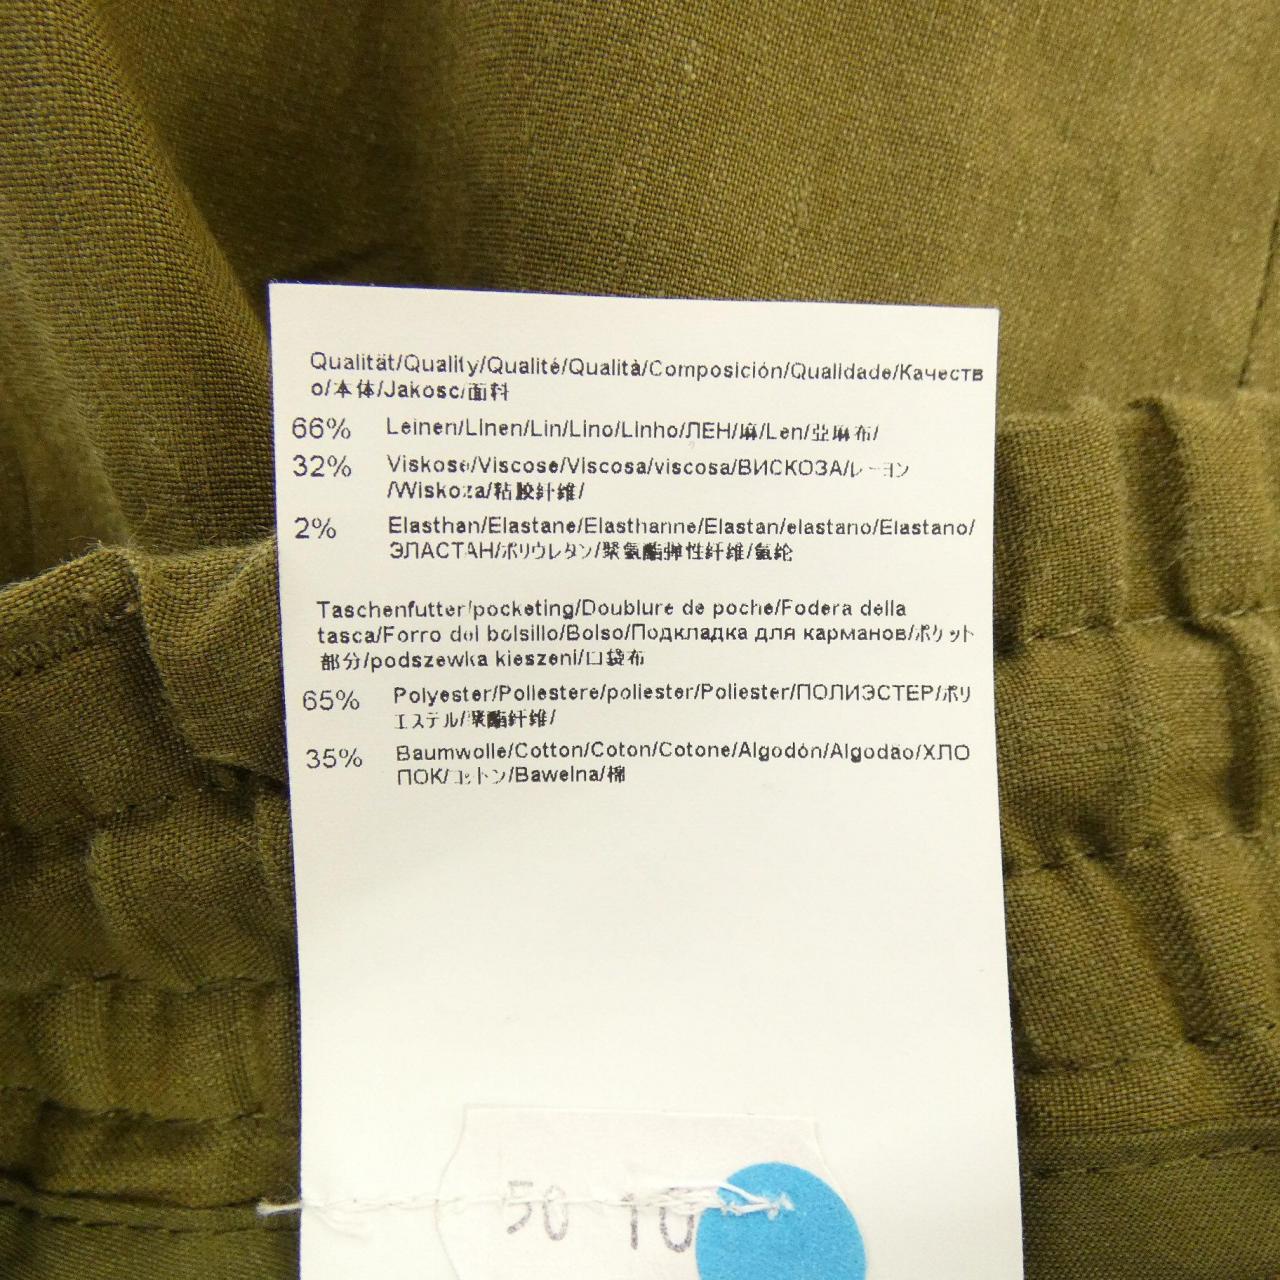 Qualität/Quality/Qualité/Qualità/Composición/Qualidade/Качеств
о/本体/Jakosc/面料
66% Leinen/Linen/Lin/Lino/Linho/ЛЕН/麻/Len/亞麻布/
32% Viskose/Viscose/Viscosa/viscosa/ВИСКОЗА/レーヨン
/Wiskoza/粘胶纤维/
2% Elasthan/Elastane/Elasthanne/Elastan/elastano/Elastano/
ЭЛАСТАН/ポリウレタン/聚氨酯弹性纤维/氨纶
Taschenfutter/pocketing/Doublure de poche/Fodera della
tasca/Forro del bolsillo/Bolso/Подкладка для карманов/ポケット
部分/podszewka kieszeni/口袋布
65% Polyester/Poliestere/poliester/Poliester/ПОЛИЭСТЕР/ポリ
エステル/聚酯纤维/
35% Baumwolle/Cotton/Coton/Cotone/Algodón/Algodão/ХЛО
ПОК/コットン/Bawelna/棉
50 10